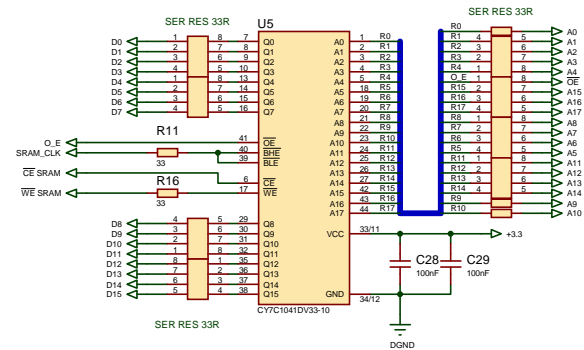 SER RES 33R
SER RES 33R
U5
D0 1 8 7 Q0 A0 1 R0 R0 A0
D1 2 7 8 Q1 A1 2 R1 R1 4 5 A1
D2 3 6 9 Q2 A2 3 R2 R2 3 6 A2
D3 4 5 10 Q3 A3 4 R3 R3 2 7 A3
D4 1 8 13 Q4 A4 5 R4 R4 1 8 A4
D5 2 7 14 Q5 A5 18 R5 O_E 1 8 OE
D6 3 6 15 Q6 A6 19 R6 R15 2 7 A15
D7 4 5 16 Q7 A7 20 R7 R16 3 6 A16
A8 21 R8 R17 4 5 A17
R11 A9 22 R9 R8 1 8 A8
O_E 41 OE A10 23 R10 R7 2 7 A7
SRAM_CLK 40 BHE A11 24 R11 R6 3 6 A6
33 39 BLE A12 25 R12 R5 4 5 A5
A13 26 R13 R11 1 8 A11
CE SRAM R16 6 CE A14 27 R14 R12 2 7 A12
WE SRAM 17 WE A15 42 R15 R13 3 6 A13
33 A16 43 R16 R14 4 5 A14
A17 44 R17 R9 A9
R10 A10
D8 4 5 29 Q8
D9 3 6 30 Q9 VCC 33/11 +3.3
D10 2 7 31 Q10
D11 1 8 32 Q11
D12 8 1 35 Q12 C28 C29
D13 7 2 36 Q13 100nF 100nF
D14 6 3 37 Q14
D15 5 4 38 Q15 GND 34/12
CY7C1041DV33-10
SER RES 33R
DGND